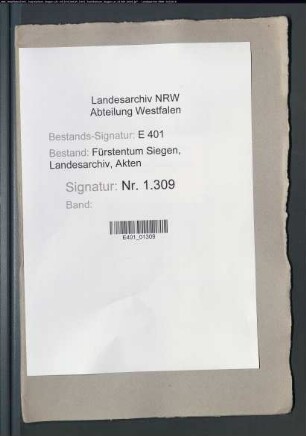 Landesarchiv NRW
Abteilung Westfalen
Bestands-Signatur: E 401
Bestand: Fürstentum Siegen,
Landesarchiv, Akten
Signatur: Nr. 1.309
Band:
E401_01309